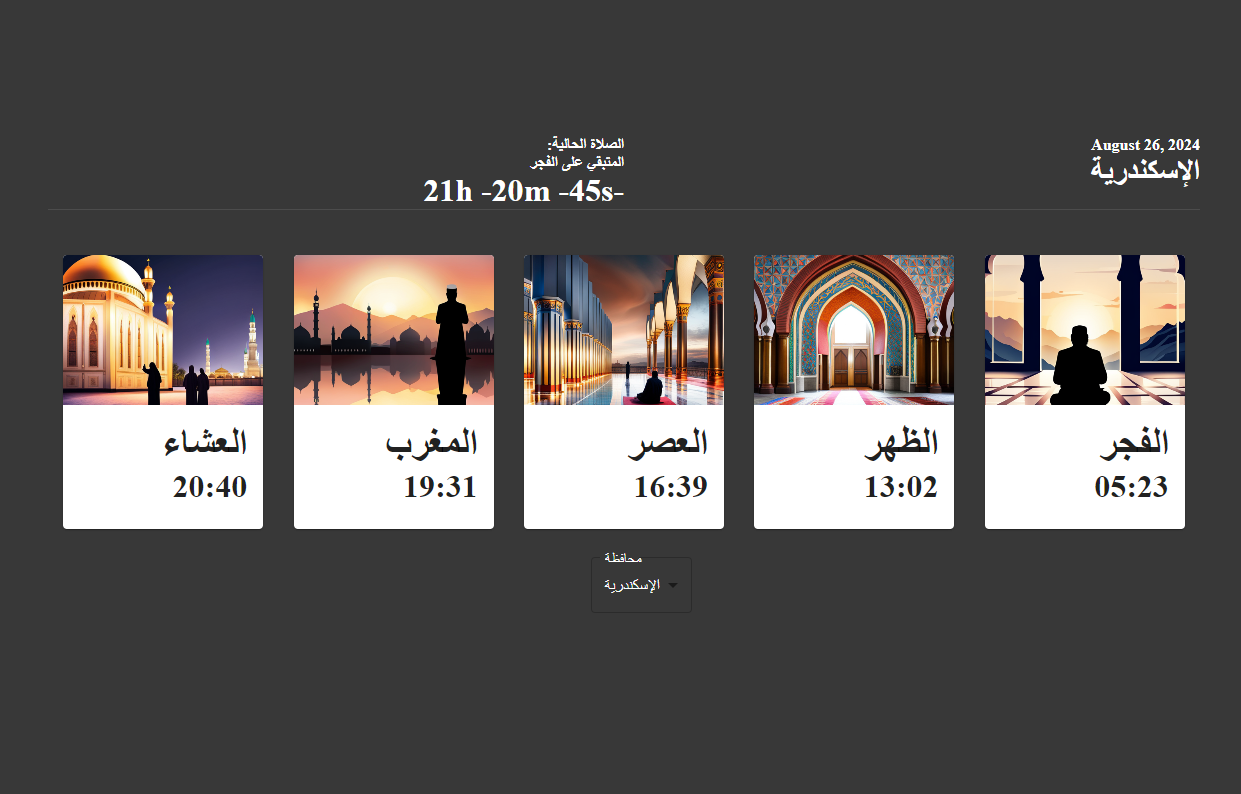 August 26, 2024
الإسكندرية
الصلاة الحالية:
المتبقي على الفجر
21h -20m -45s-
الفجر
05:23
الظهر
13:02
العصر
16:39
المغرب
19:31
العشاء
20:40
محافظة
الإسكندرية